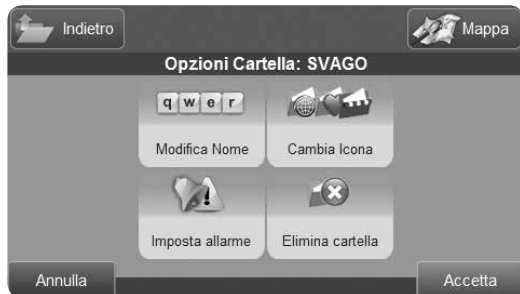 Indietro
Mappa
Opzioni Cartella: SVAGO
q w e r
Modifica Nome
Cambia Icona
Imposta allarme
Elimina cartella
Annulla
Accetta